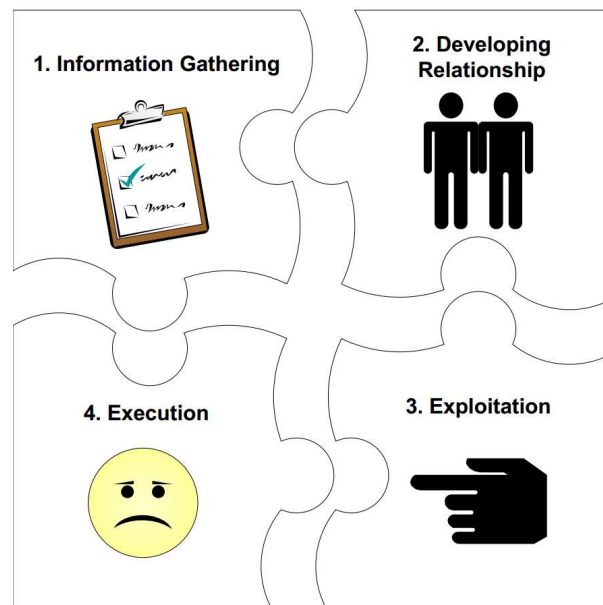 1. Information Gathering
2. Developing
Relationship
3. Exploitation
4. Execution